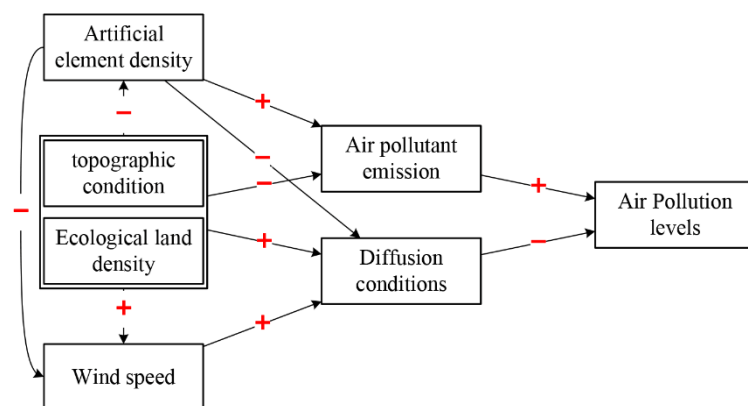 Artificial
element density
+
−
−
topographic
condition
−
Air pollutant
emission
+
Air Pollution
levels
−
Ecological land
density
+
Diffusion
conditions
−
+
+
Wind speed